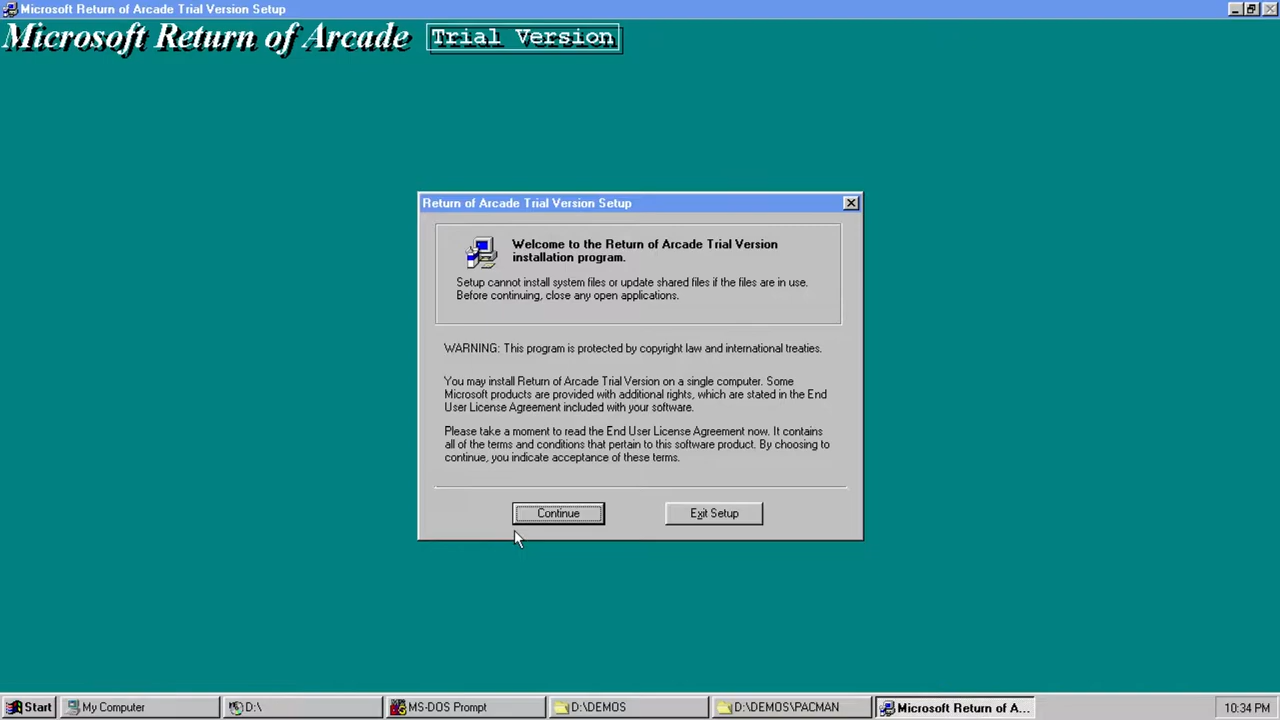 Microsoft Return of Arcade Trial Version Setup
Microsoft Return of Arcade Trial Version
Return of Arcade Trial Version Setup
Welcome to the Return of Arcade Trial Version
installation program.
Setup cannot install system files or update shared files if the files are in use.
Before continuing, close any open applications.
WARNING: This program is protected by copyright law and international treaties.
You may install Return of Arcade Trial Version on a single computer. Some
Microsoft products are provided with additional rights, which are stated in the End
User License Agreement included with your software.
Please take a moment to read the End User License Agreement now. It contains
all of the terms and conditions that pertain to this software product. By choosing to
continue, you indicate acceptance of these terms.
Continue
Exit Setup
Start
My Computer
D:\
MS-DOS Prompt
D:\DEMOS
D:\DEMOS\PACMAN
Microsoft Return of A...
10:34 PM